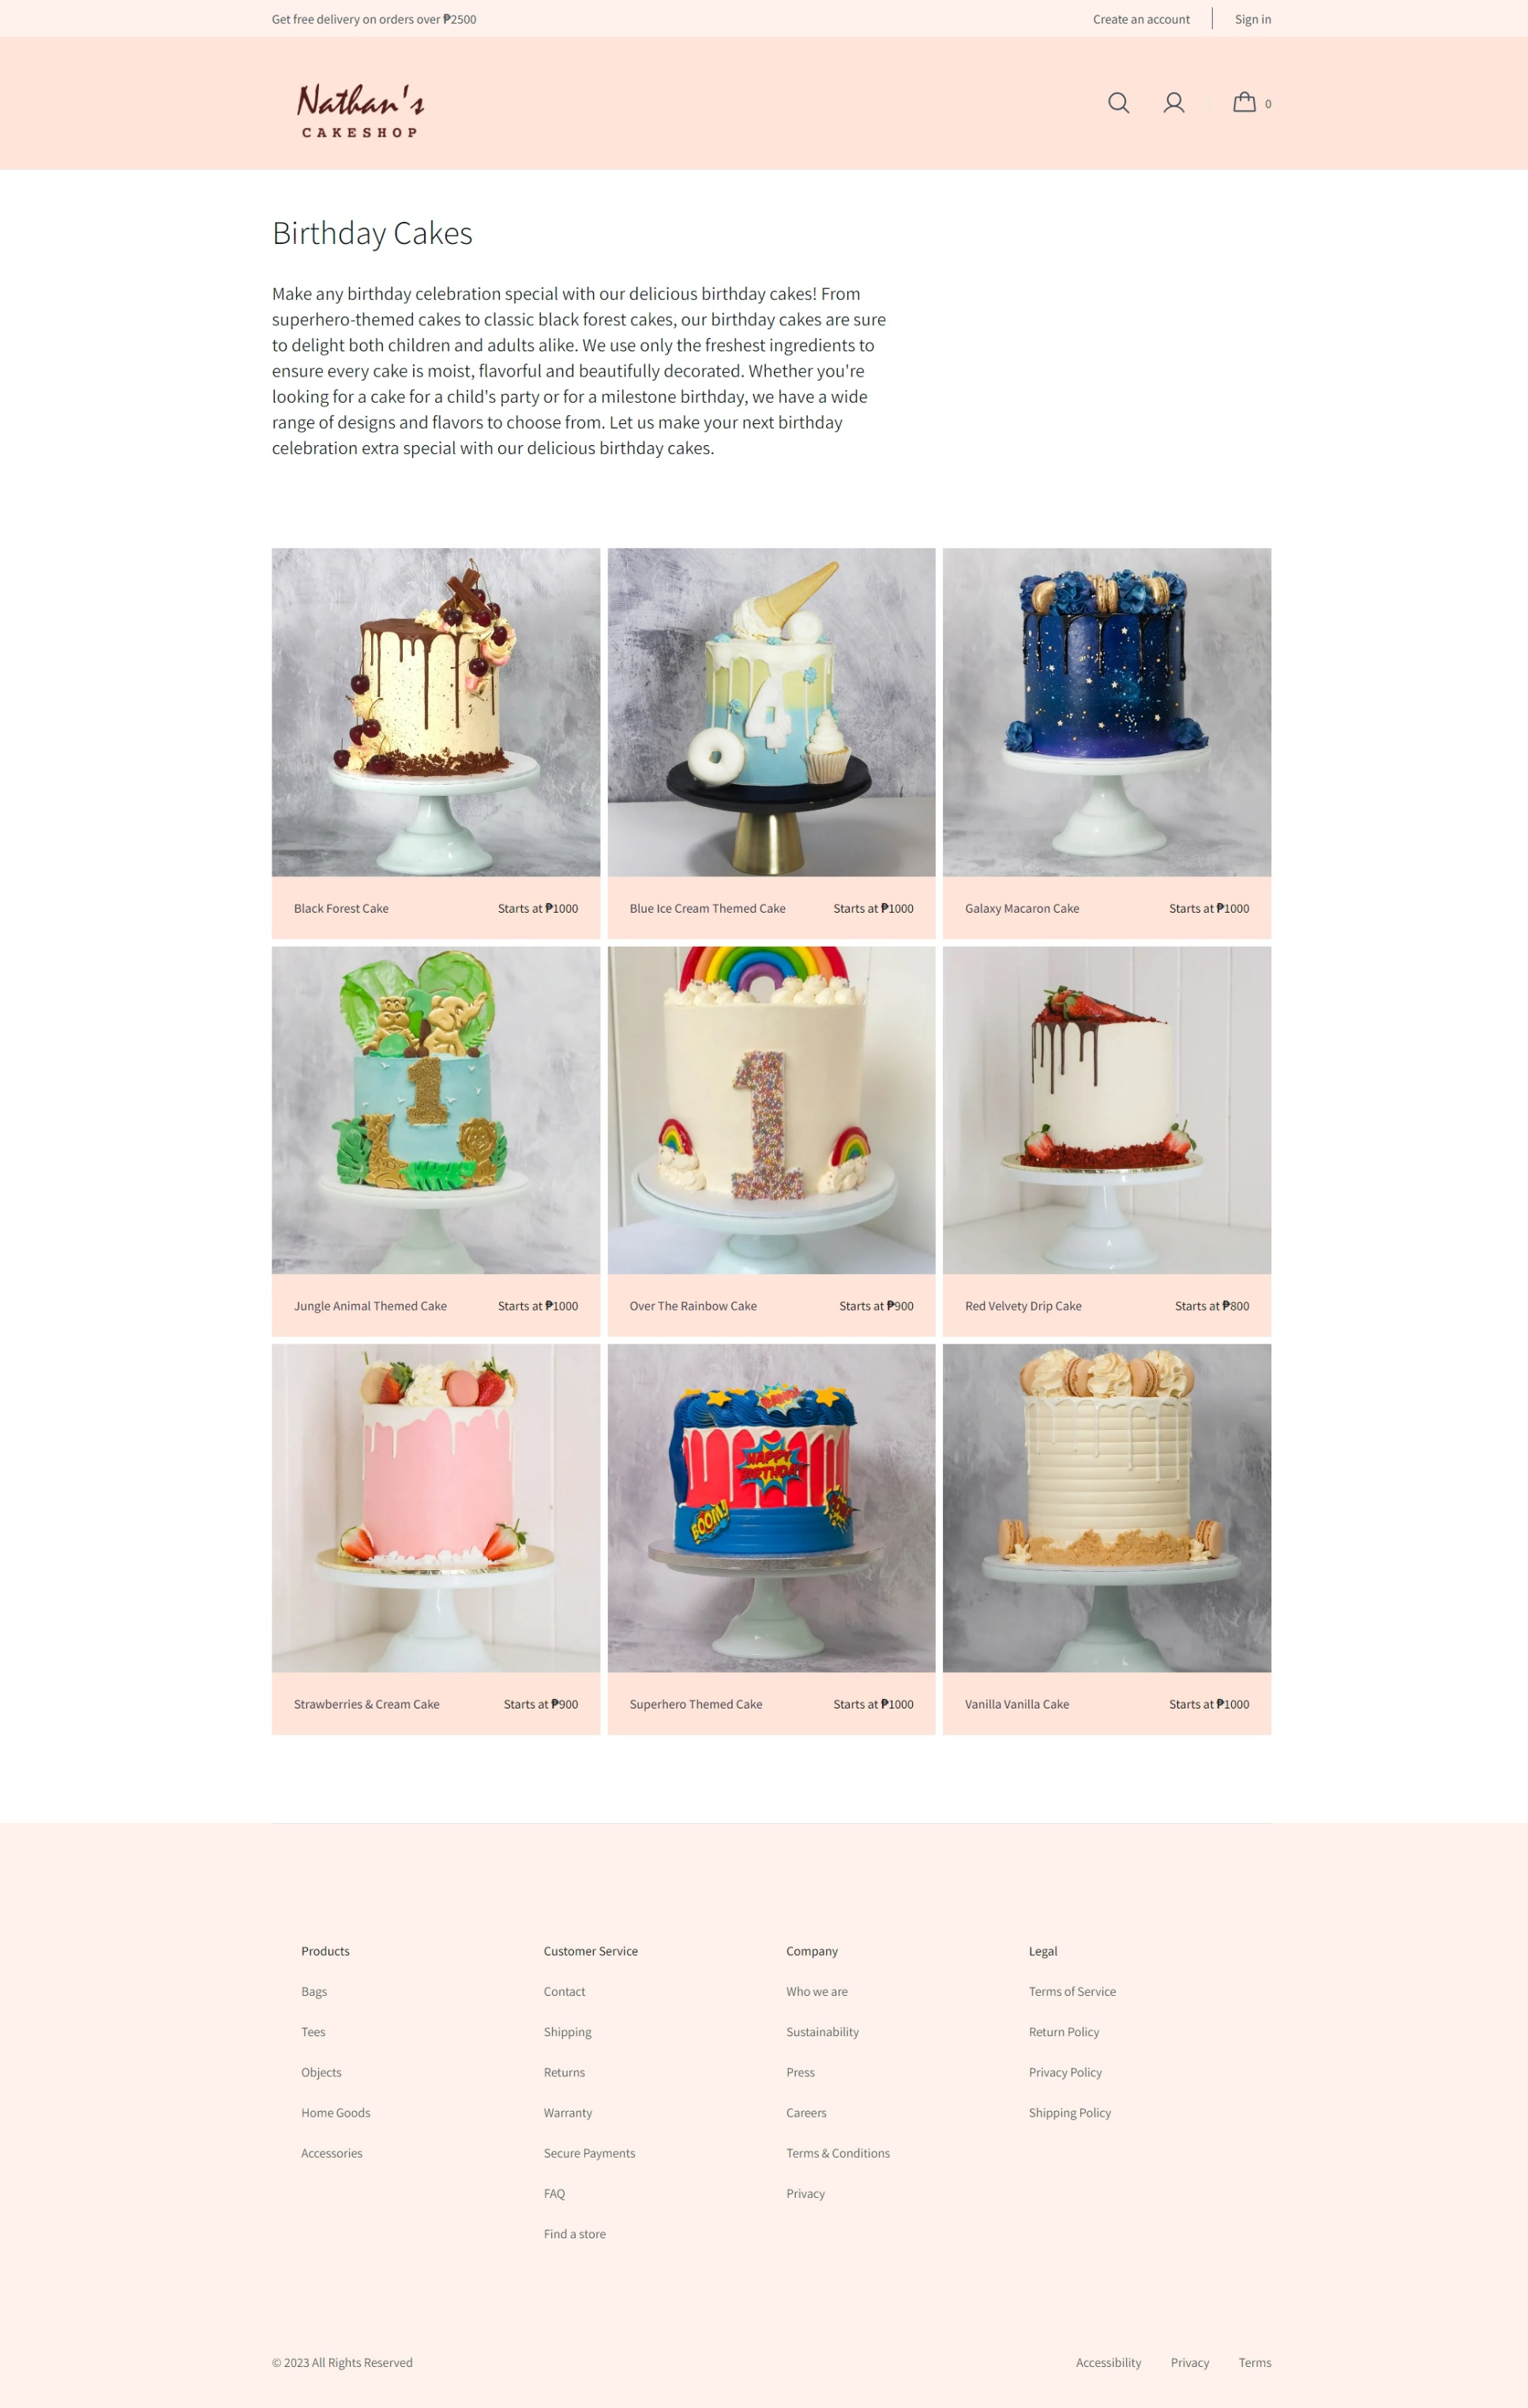 Get free delivery on orders over ₱2500
Create an account
Sign in
Nathan's
CAKESHOP
0
Birthday Cakes
Make any birthday celebration special with our delicious birthday cakes! From
superhero-themed cakes to classic black forest cakes, our birthday cakes are sure
to delight both children and adults alike. We use only the freshest ingredients to
ensure every cake is moist, flavorful and beautifully decorated. Whether you're
looking for a cake for a child's party or for a milestone birthday, we have a wide
range of designs and flavors to choose from. Let us make your next birthday
celebration extra special with our delicious birthday cakes.
4
Black Forest Cake
Starts at ₱1000
Blue Ice Cream Themed Cake
Starts at ₱1000
Galaxy Macaron Cake
Starts at ₱1000
1
1
Jungle Animal Themed Cake
Starts at ₱1000
Over The Rainbow Cake
Starts at ₱900
Red Velvety Drip Cake
Starts at ₱800
HAPPY
BIRTHDAY
BOOM!
Strawberries & Cream Cake
Starts at ₱900
Superhero Themed Cake
Starts at ₱1000
Vanilla Vanilla Cake
Starts at ₱1000
Products
Bags
Tees
Objects
Home Goods
Accessories
Customer Service
Contact
Shipping
Returns
Warranty
Secure Payments
FAQ
Find a store
Company
Who we are
Sustainability
Press
Careers
Terms & Conditions
Privacy
Legal
Terms of Service
Return Policy
Privacy Policy
Shipping Policy
© 2023 All Rights Reserved
Accessibility
Privacy
Terms